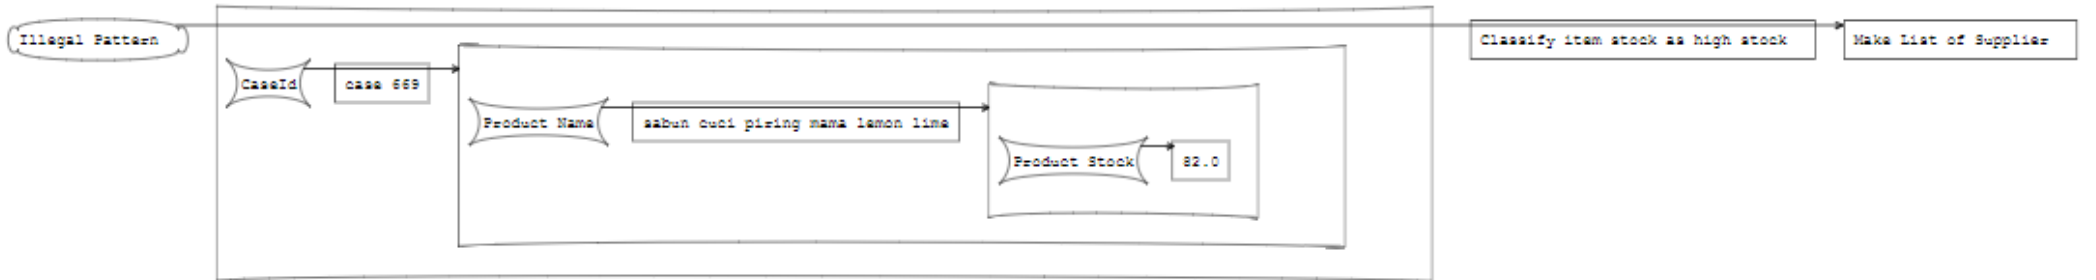 Illegal Pattern
Classify item stock as high stock
Make List of Supplier
CaseId
case 669
Product Name
sabun cuci piring mama lemon lime
Product Stock
82.0